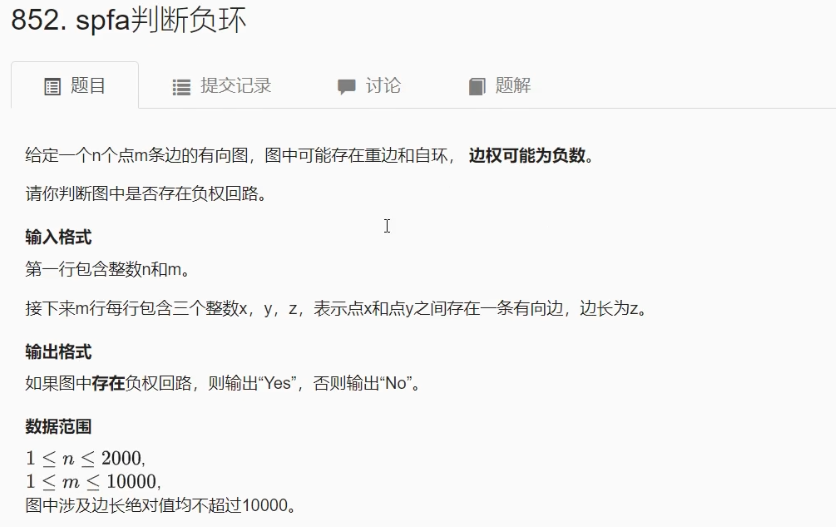 852. spfa判断负环
题目 提交记录 讨论 题解
给定一个n个点m条边的有向图，图中可能存在重边和自环， 边权可能为负数。
请你判断图中是否存在负权回路。
输入格式
第一行包含整数n和m。
接下来m行每行包含三个整数x，y，z，表示点x和点y之间存在一条有向边，边长为z。
输出格式
如果图中存在负权回路，则输出“Yes”，否则输出“No”。
数据范围
1 ≤ n ≤ 2000,
1 ≤ m ≤ 10000,
图中涉及边长绝对值均不超过10000。